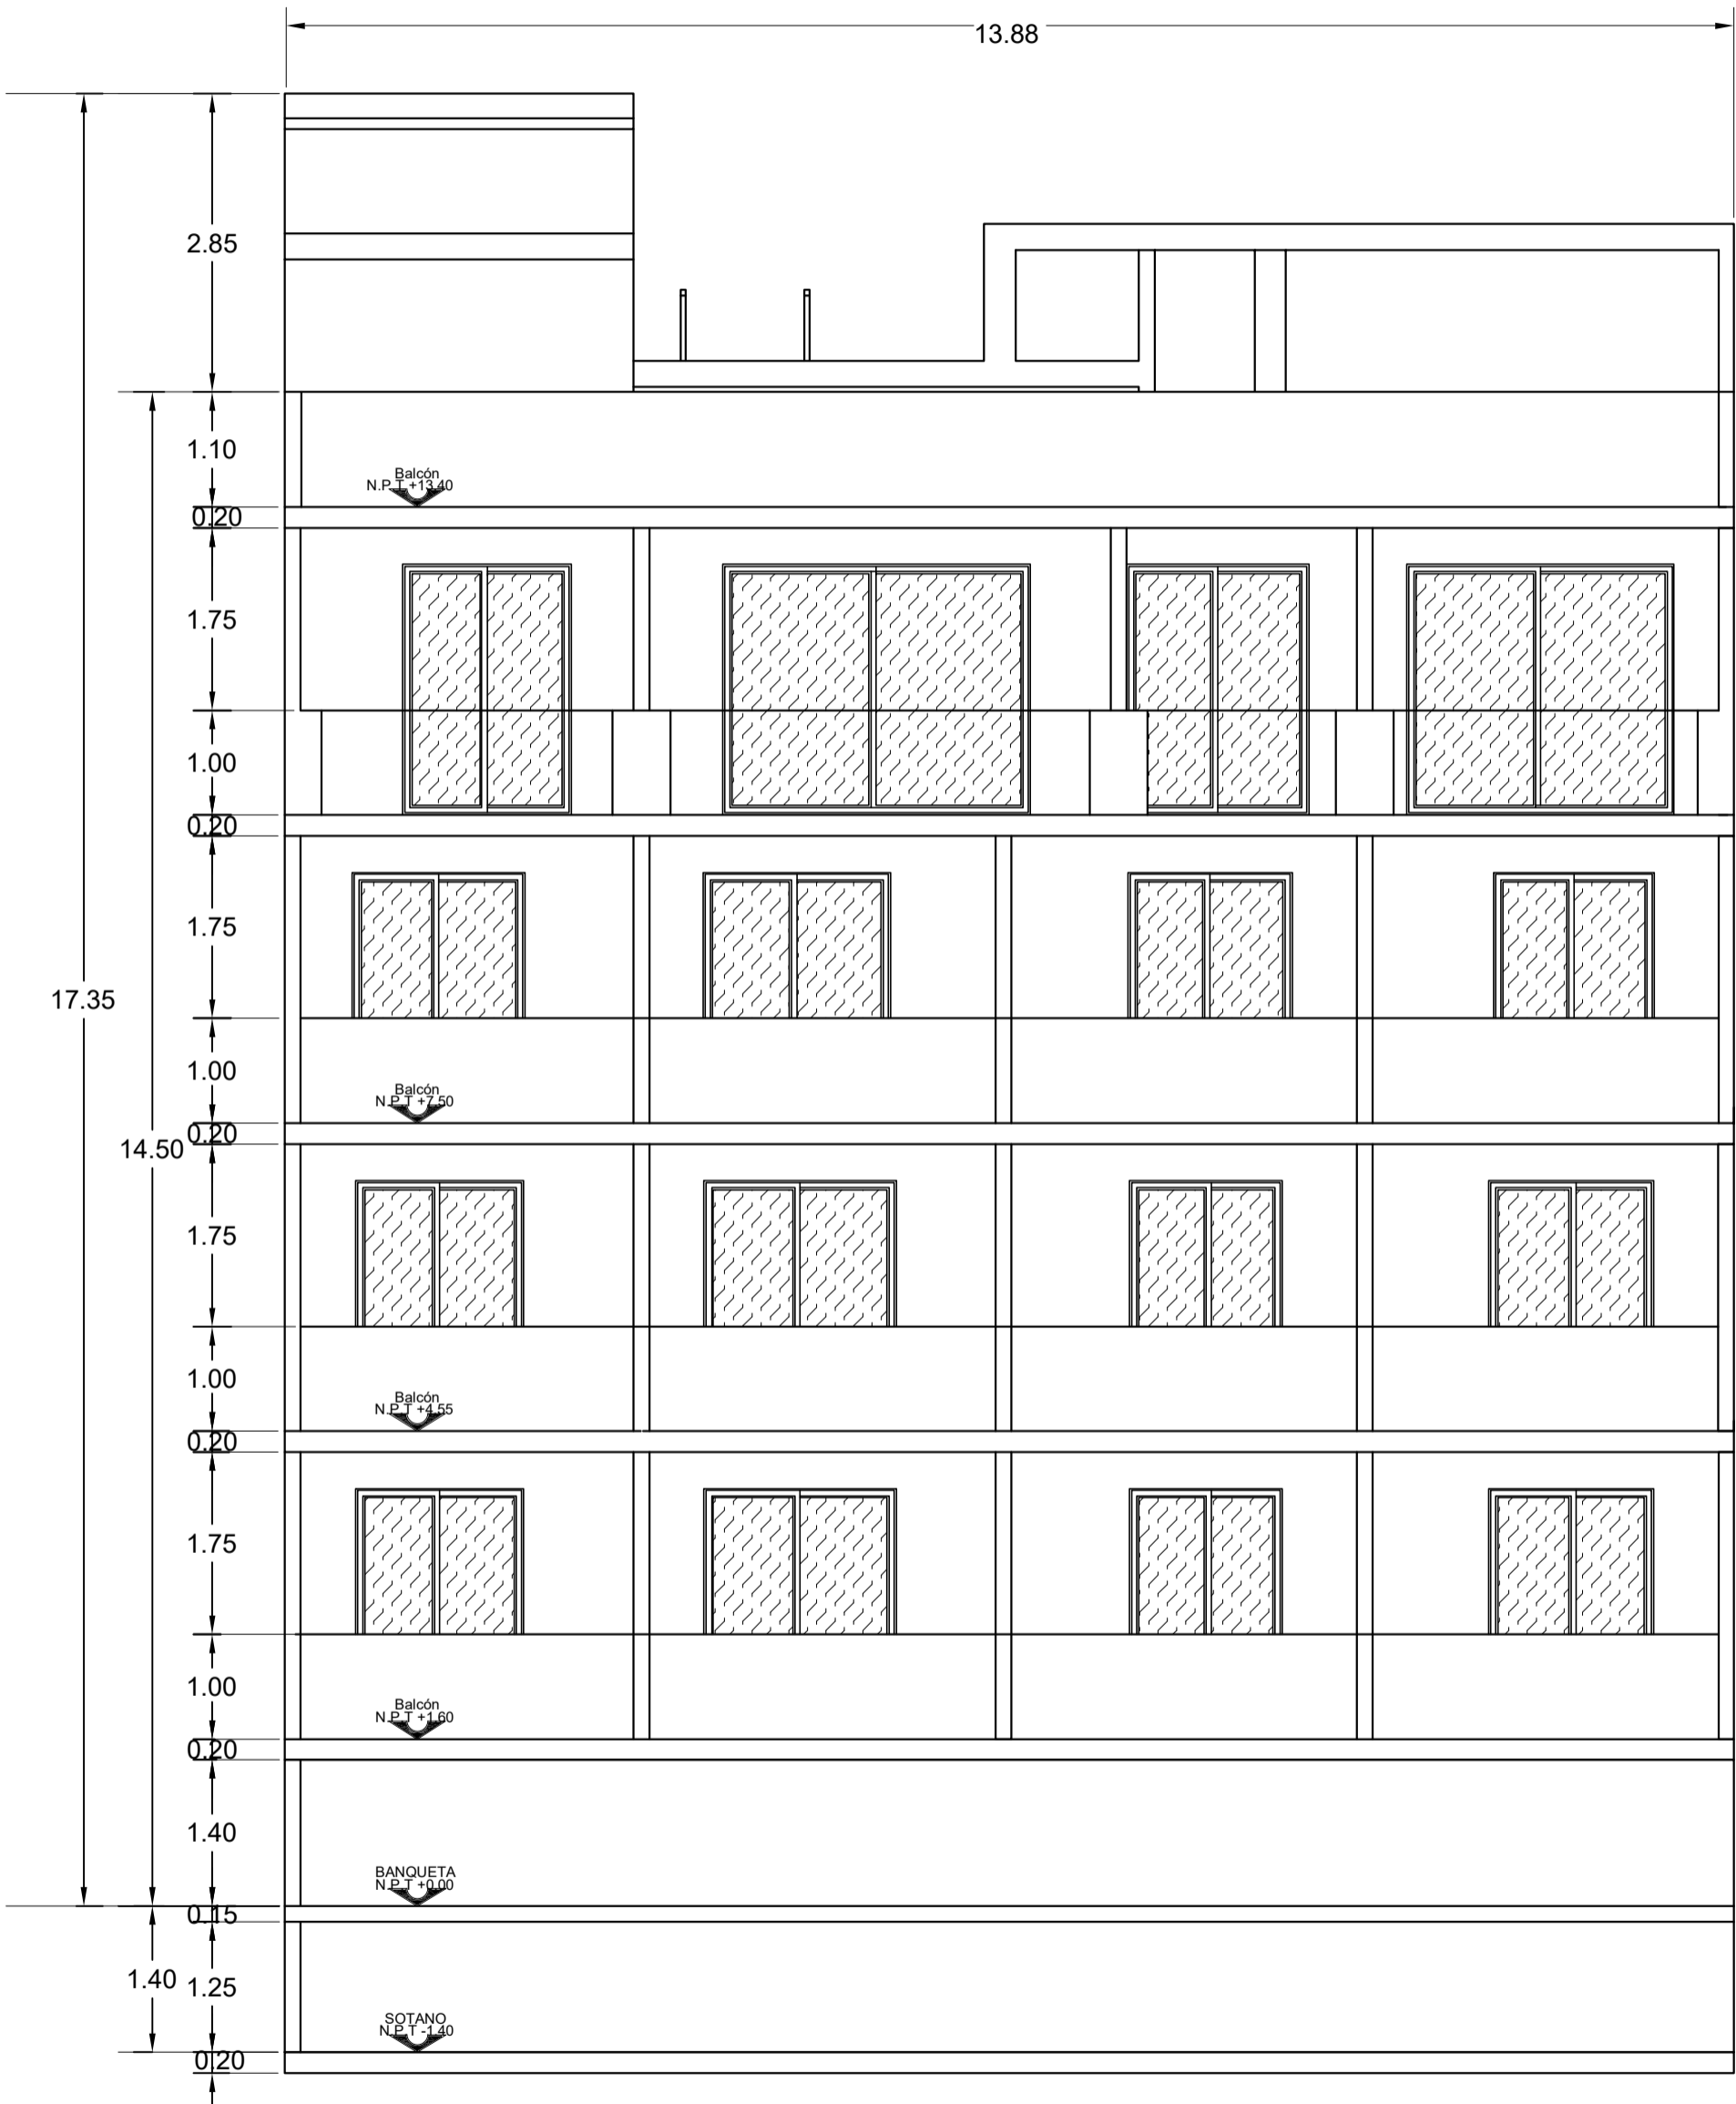 13.88
2.85
1.10
Balcón
N.P.T +13.40
0.20
1.75
1.00
0.20
1.75
17.35
1.00
Balcón
N.P.T +7.50
0.20
14.50
1.75
1.00
Balcón
N.P.T +4.55
0.20
1.75
1.00
Balcón
N.P.T +1.60
0.20
1.40
BANQUETA
N.P.T +0.00
0.15
1.40
1.25
SOTANO
N.P.T -1.40
0.20